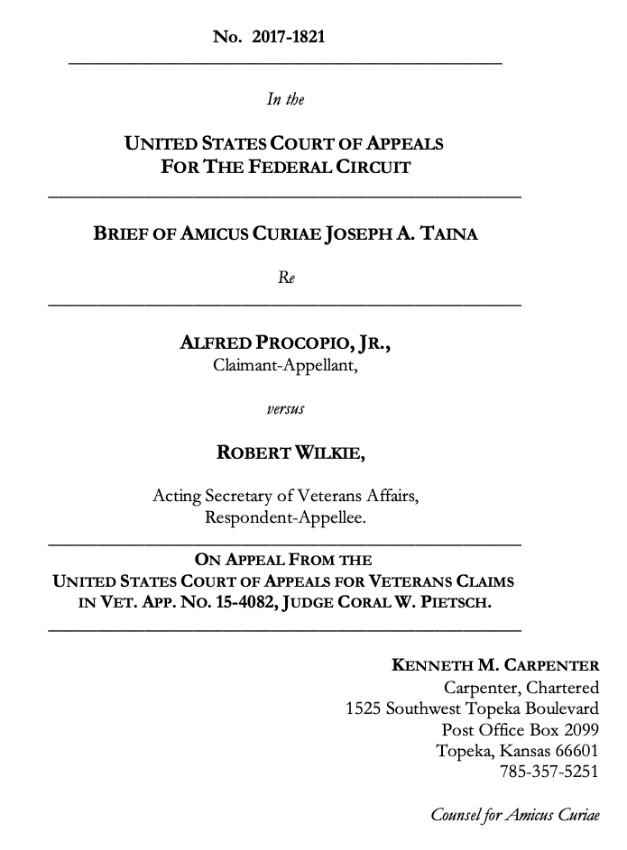 No. 2017-1821
In the
UNITED STATES COURT OF APPEALS
FOR THE FEDERAL CIRCUIT
BRIEF OF AMICUS CURIAE JOSEPH A. TAINA
Re
ALFRED PROCOPIO, JR.,
Claimant-Appellant,
versus
ROBERT WILKIE,
Acting Secretary of Veterans Affairs,
Respondent-Appellee.
ON APPEAL FROM THE
UNITED STATES COURT OF APPEALS FOR VETERANS CLAIMS
IN VET. APP. NO. 15-4082, JUDGE CORAL W. PIETSCH.
KENNETH M. CARPENTER
Carpenter, Chartered
1525 Southwest Topeka Boulevard
Post Office Box 2099
Topeka, Kansas 66601
785-357-5251
Counsel for Amicus Curiae